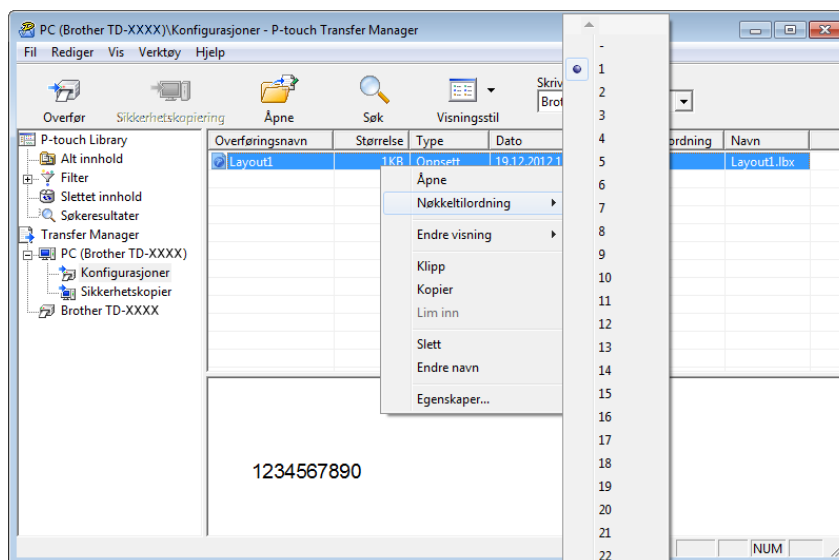 PC (Brother TD-XXXX)\Konfigurasjoner - P-touch Transfer Manager
Fil Rediger Vis Verktøy Hjelp
Overfør Sikkerhetskopiering Åpne Søk Visningsstil
P-touch Library
Alt innhold
Filter
Slettet innhold
Søkeresultater
Transfer Manager
PC (Brother TD-XXXX)
Konfigurasjoner
Sikkerhetskopier
Brother TD-XXXX
Overføringsnavn Størrelse Type Dato Navn
Layout1 1KB Oppsett 19.12.2012 1 Layout1.lbx
Åpne
Nøkkeltilordning
Endre visning
Klipp
Kopier
Lim inn
Slett
Endre navn
Egenskaper...
-
1
2
3
4
5
6
7
8
9
10
11
12
13
14
15
16
17
18
19
20
21
22
1234567890
NUM